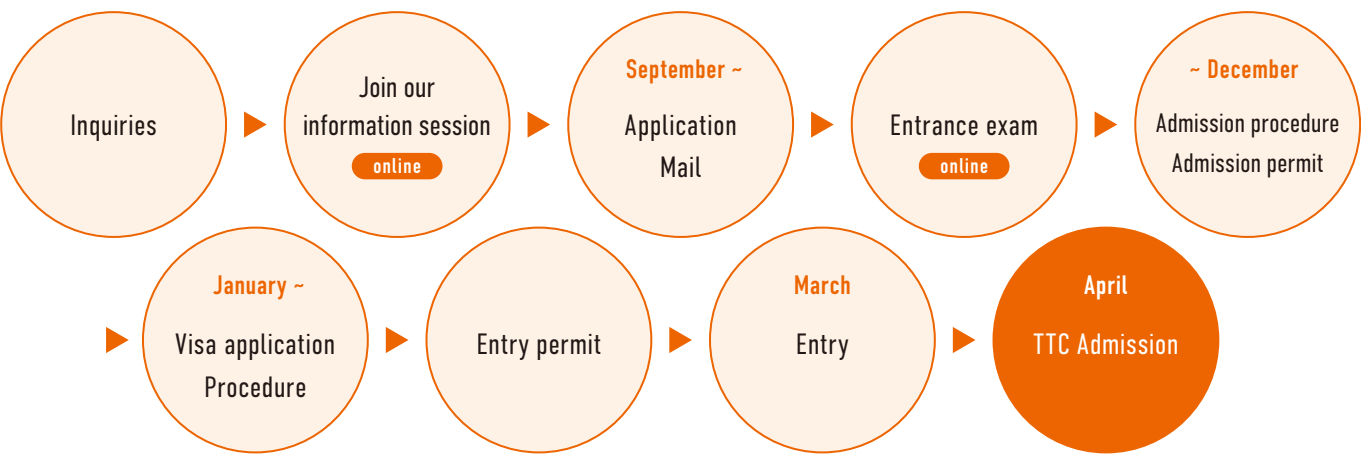 Inquiries
Join our
information session
online
September ~
Application
Mail
Entrance exam
online
~ December
Admission procedure
Admission permit
January ~
Visa application
Procedure
Entry permit
March
Entry
April
TTC Admission